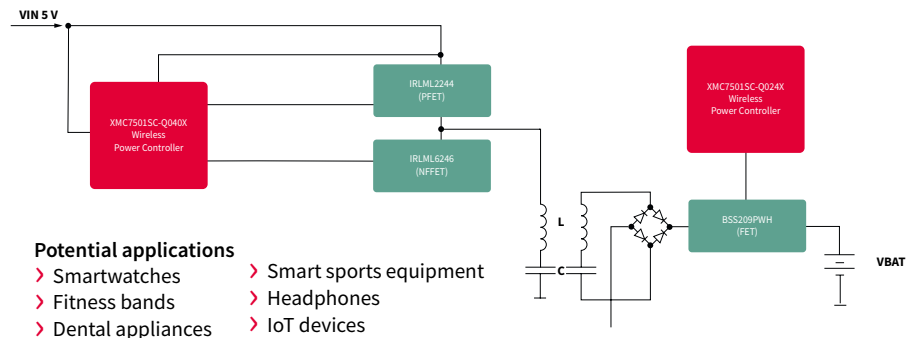 VIN 5 V
IRLML2244
(PFET)
XMC7501SC-Q040X
Wireless
Power Controller
IRLML6246
(NFFET)
XMC7501SC-Q024X
Wireless
Power Controller
L
C
BSS209PWH
(FET)
VBAT
Potential applications
Smartwatches
Fitness bands
Dental appliances
Smart sports equipment
Headphones
IoT devices